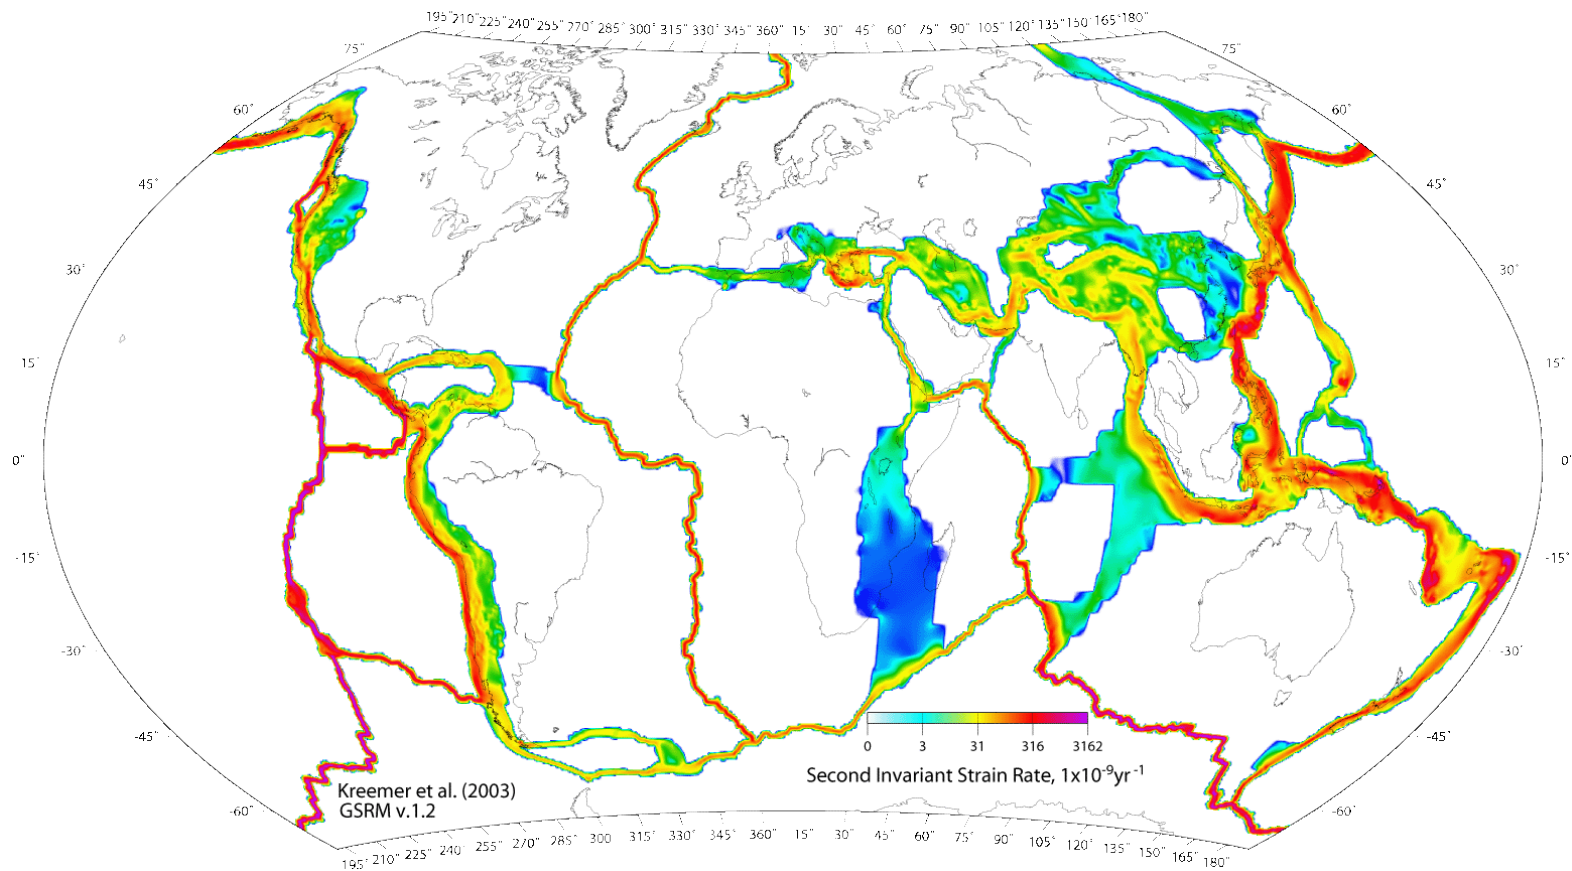 195° 210° 225° 240° 255° 270° 285° 300° 315° 330° 345° 360° 15° 30° 45° 60° 75° 90° 105° 120° 135° 150° 165° 180°
75° 75°
60° 60°
45° 45°
30° 30°
15° 15°
0° 0°
-15° -15°
-30° -30°
-45° -45°
-60° -60°
0 3 31 316 3162
Second Invariant Strain Rate, 1x10⁻⁹yr⁻¹
Kreemer et al. (2003)
GSRM v.1.2
195° 210° 225° 240° 255° 270° 285° 300 315° 330° 345° 360° 15° 30° 45° 60° 75° 90° 105° 120° 135° 150° 165° 180°